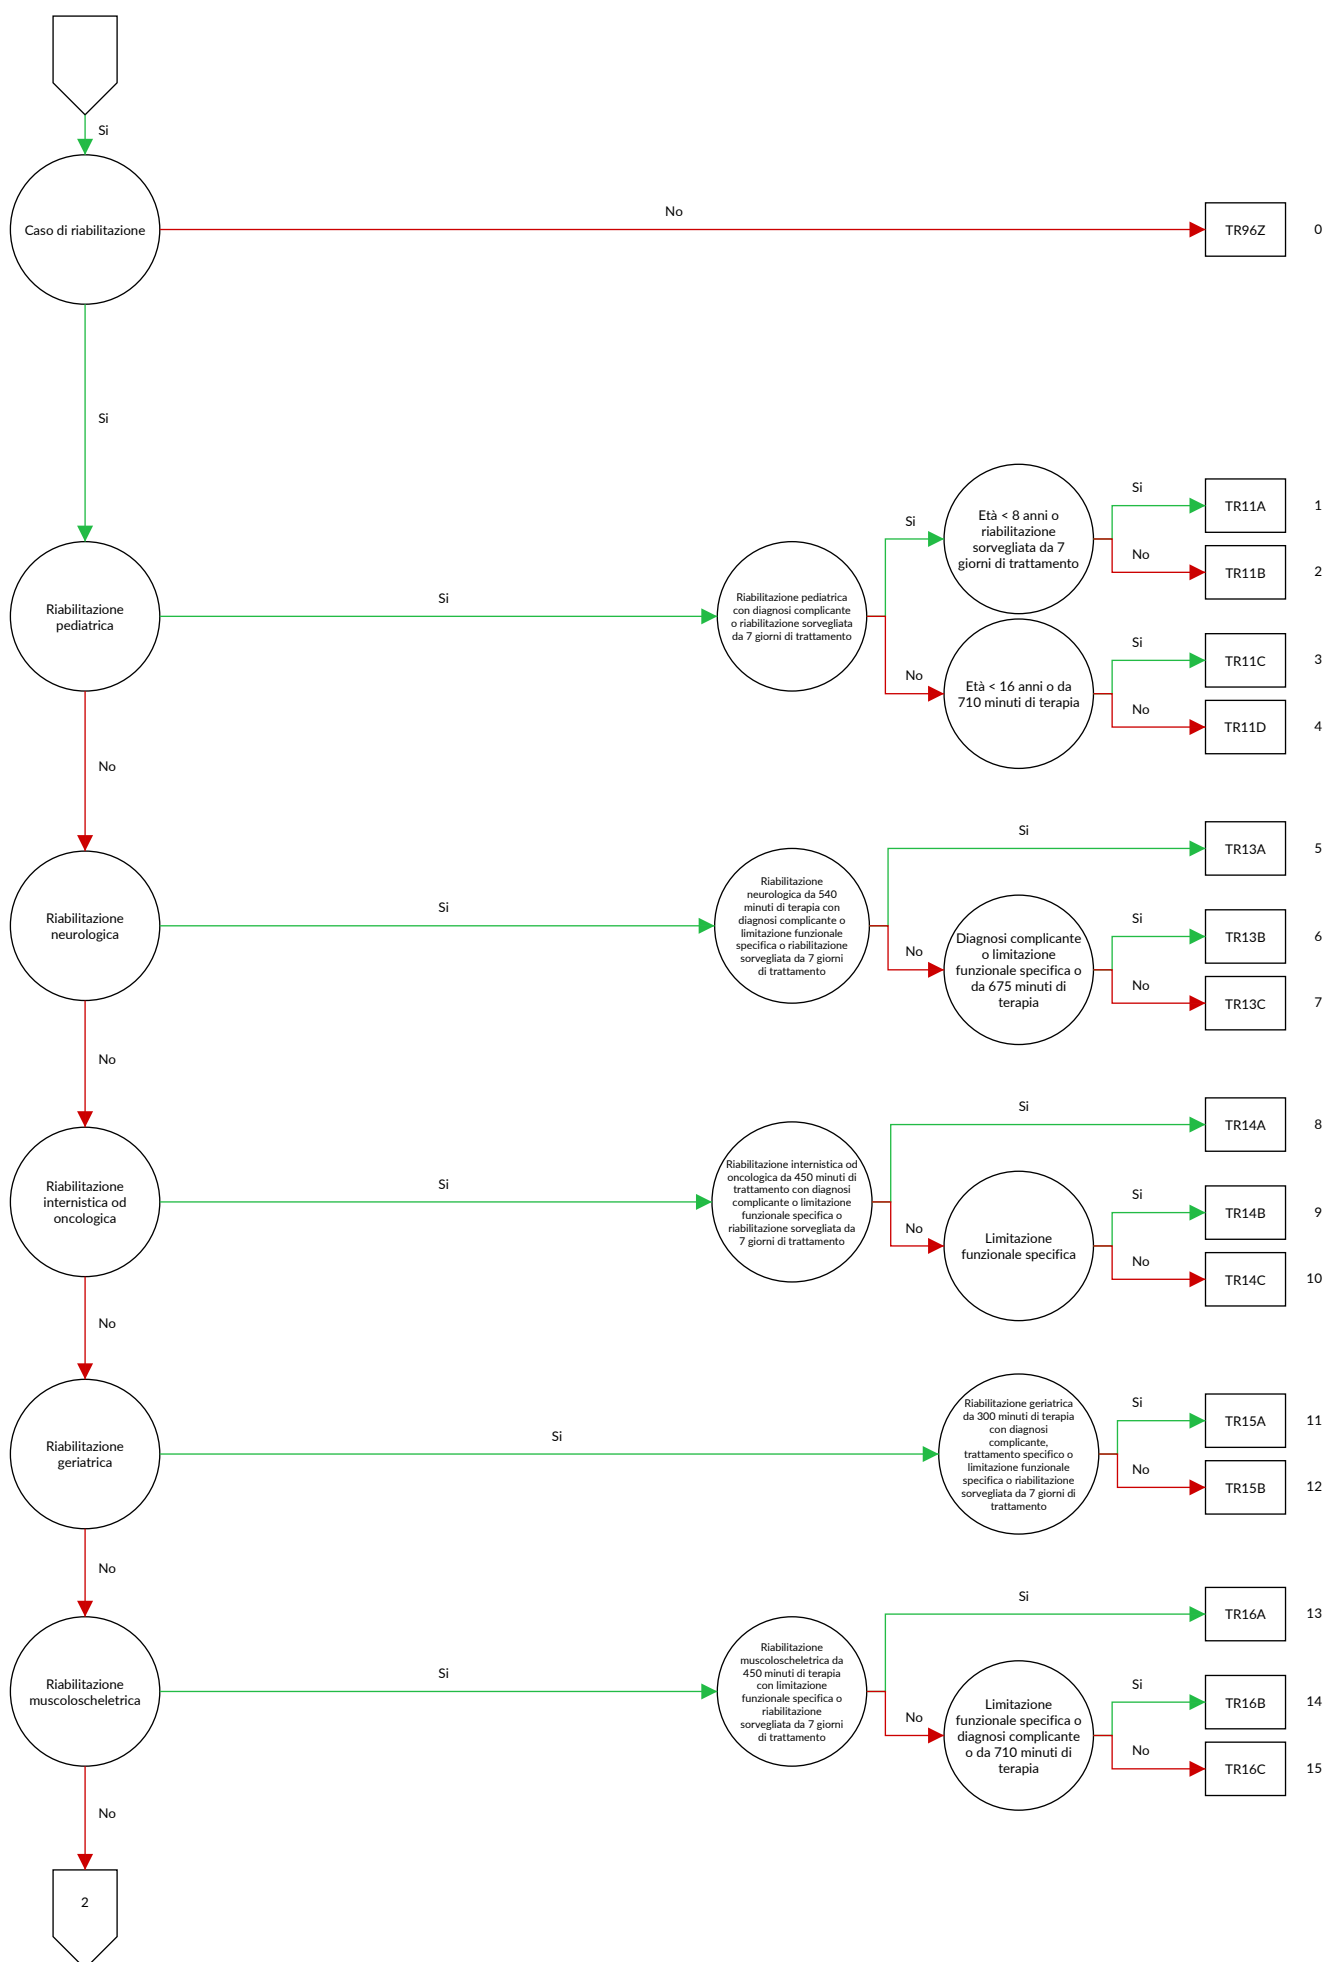 Si
Caso di riabilitazione
No
TR96Z
0
Si
Riabilitazione
pediatrica
Si
Riabilitazione pediatrica
con diagnosi complicante
o riabilitazione sorvegliata
da 7 giorni di trattamento
Si
Età < 8 anni o
riabilitazione
sorvegliata da 7
giorni di trattamento
Si
TR11A
1
No
TR11B
2
No
Età < 16 anni o da
710 minuti di terapia
Si
TR11C
3
No
TR11D
4
No
Riabilitazione
neurologica
Si
Riabilitazione
neurologica da 540
minuti di terapia con
diagnosi complicante o
limitazione funzionale
specifica o riabilitazione
sorvegliata da 7 giorni
di trattamento
Si
TR13A
5
No
Diagnosi complicante
o limitazione
funzionale specifica o
da 675 minuti di
terapia
Si
TR13B
6
No
TR13C
7
No
Riabilitazione
internistica od
oncologica
Si
Riabilitazione internistica od
oncologica da 450 minuti di
trattamento con diagnosi
complicante o limitazione
funzionale specifica o
riabilitazione sorvegliata da
7 giorni di trattamento
Si
TR14A
8
No
Limitazione
funzionale specifica
Si
TR14B
9
No
TR14C
10
No
Riabilitazione
geriatrica
Si
Riabilitazione geriatrica
da 300 minuti di terapia
con diagnosi
complicante,
trattamento specifico o
limitazione funzionale
specifica o riabilitazione
sorvegliata da 7 giorni di
trattamento
Si
TR15A
11
No
TR15B
12
No
Riabilitazione
muscoloscheletrica
Si
Riabilitazione
muscoloscheletrica da
450 minuti di terapia
con limitazione
funzionale specifica o
riabilitazione
sorvegliata da 7 giorni
di trattamento
Si
TR16A
13
No
Limitazione
funzionale specifica o
diagnosi complicante
o da 710 minuti di
terapia
Si
TR16B
14
No
TR16C
15
No
2